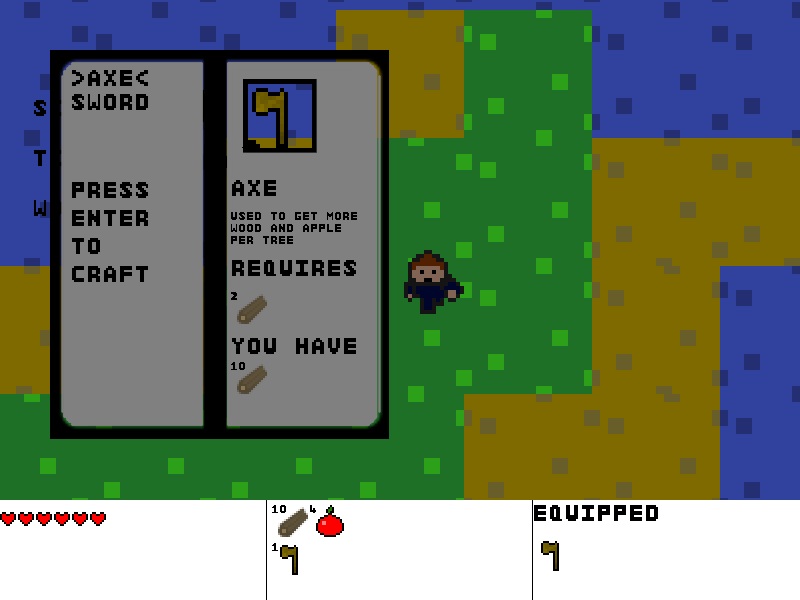 >AXE<
SWORD
PRESS
ENTER
TO
CRAFT
AXE
USED TO GET MORE
WOOD AND APPLE
PER TREE
REQUIRES
2
YOU HAVE
10
S
T
W
10 4
1
EQUIPPED